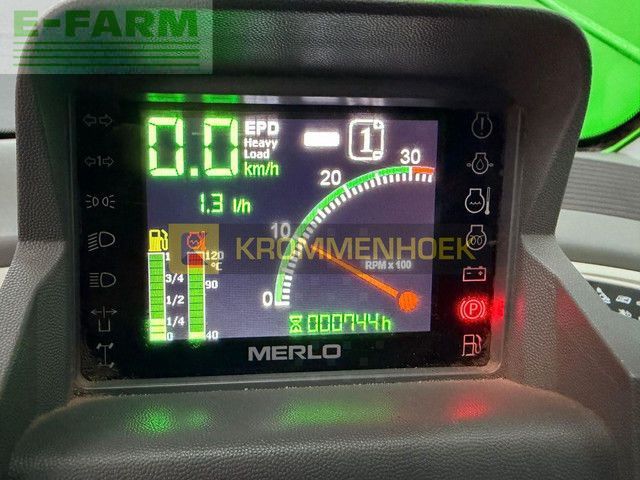 E-FARM
0.0 EPD
Heavy
Load
km/h
1
1.3 l/h
0 10 20 30
RPM x 100
1
3/4
1/2
1/4
0
120
°C
90
40
KROMMENHOEK
000744h
MERLO